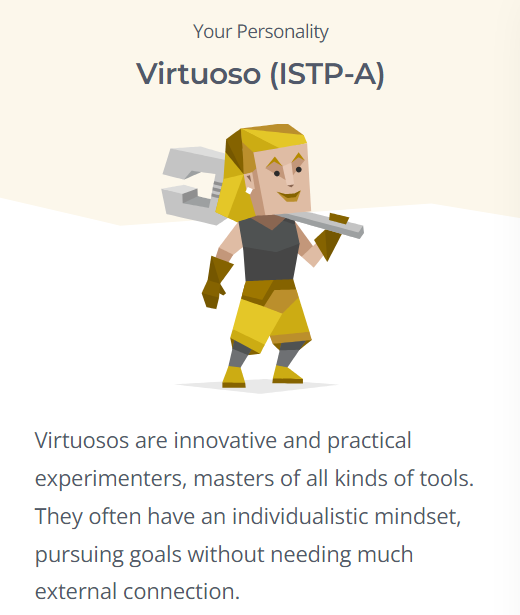 Your Personality
Virtuoso (ISTP-A)
Virtuosos are innovative and practical
experimenters, masters of all kinds of tools.
They often have an individualistic mindset,
pursuing goals without needing much
external connection.